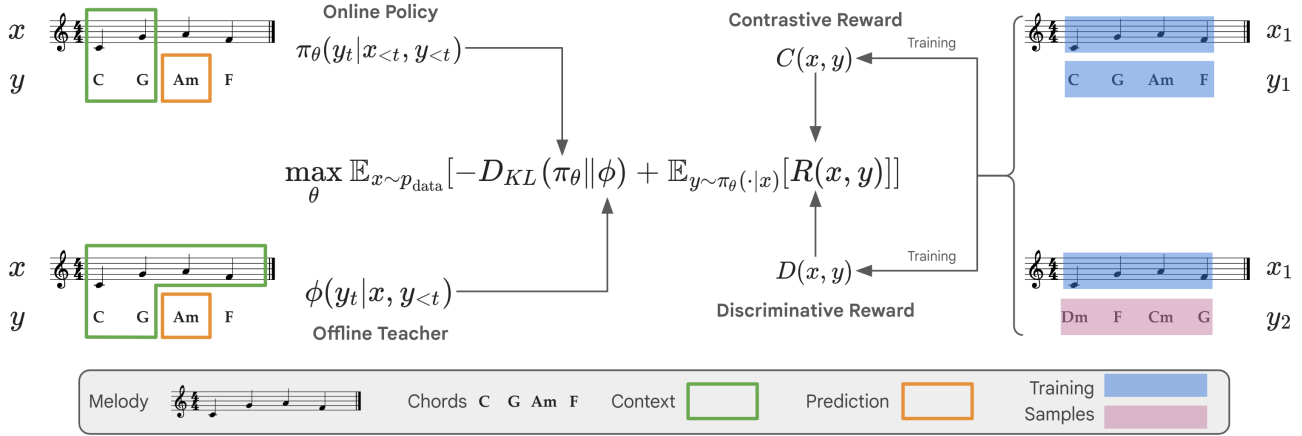 x
y
C G Am F
Online Policy
πθ(yt|x<t, y<t)
Contrastive Reward
C(x, y)
Training
x1
C G Am F
y1
max θ 𝔼x∼pdata[−DKL(πθ∥ϕ) + 𝔼y∼πθ(·|x)[R(x, y)]]
x
y
C G Am F
ϕ(yt|x, y<t)
Offline Teacher
Training
D(x, y)
Discriminative Reward
x1
Dm F Cm G
y2
Melody
Chords C G Am F
Context
Prediction
Training
Samples